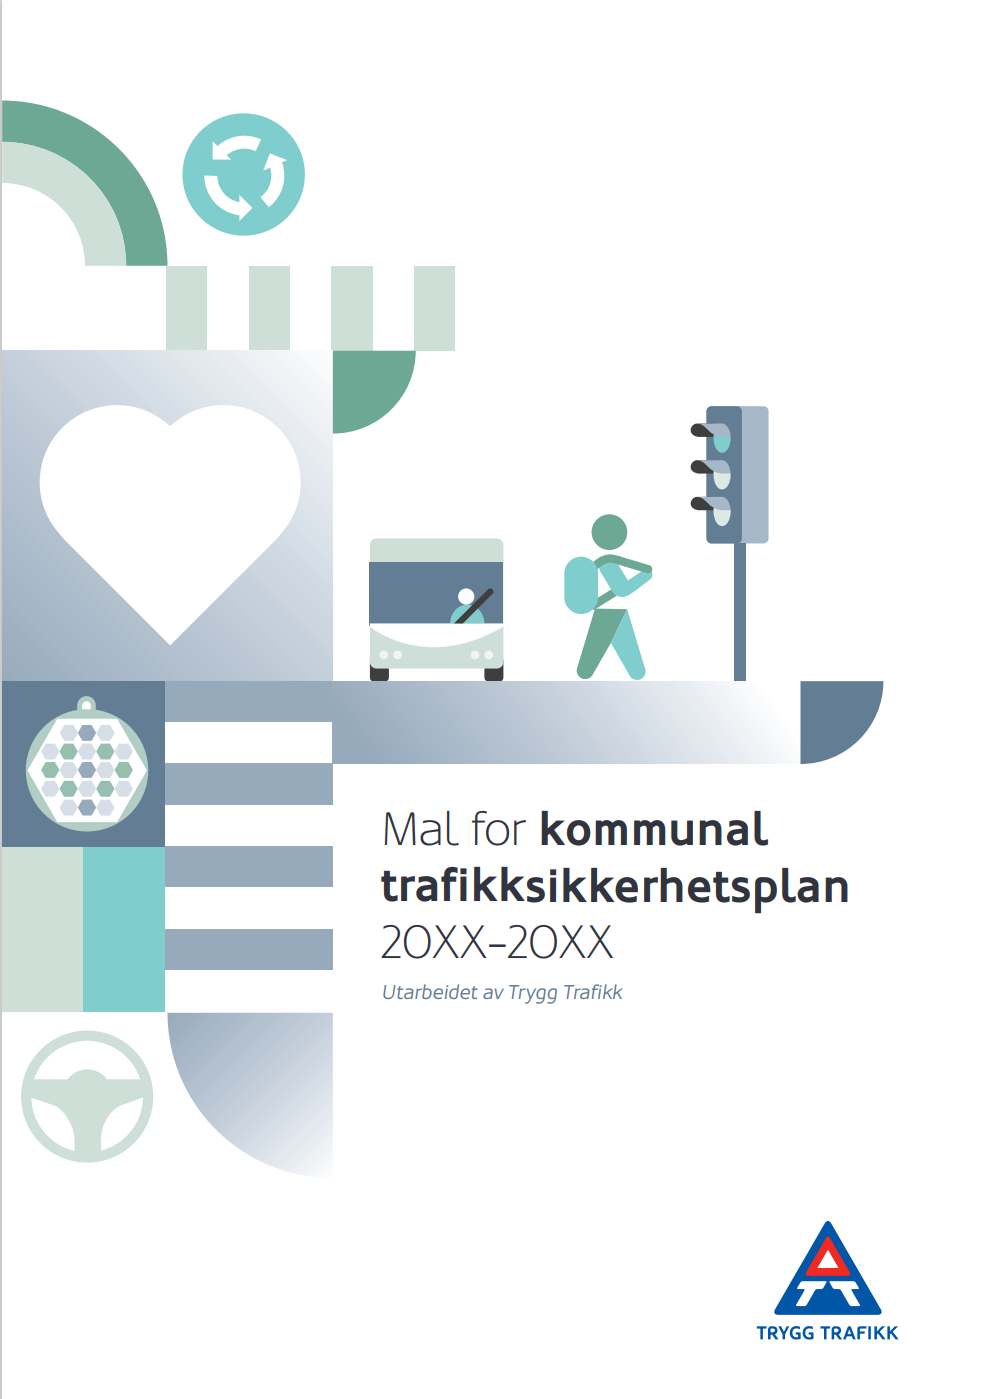 Mal for kommunal
trafikksikkerhetsplan
20XX–20XX
Utarbeidet av Trygg Trafikk
TRYGG TRAFIKK